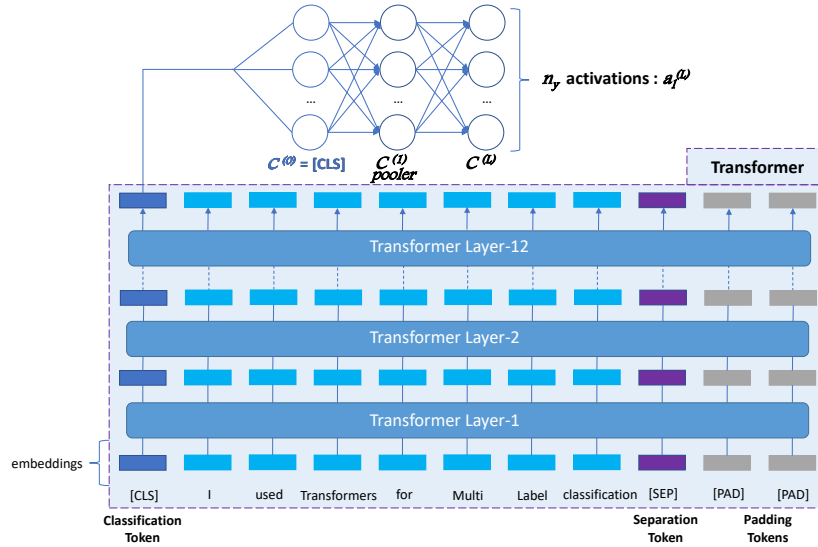 n_y activations : a_i^(L)
...
...
...
C^(0) = [CLS]
C^(1)
pooler
C^(L)
Transformer
Transformer Layer-12
Transformer Layer-2
Transformer Layer-1
embeddings
[CLS] I used Transformers for Multi Label classification [SEP] [PAD] [PAD]
Classification
Token
Separation
Token
Padding
Tokens